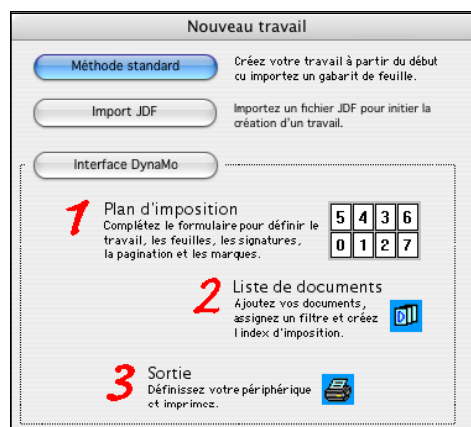 Nouveau travail
Méthode standard
Créez votre travail à partir du début
cu importez un gabarit de feuille.
Import JDF
Importez un fichier JDF pour initier la
création d'un travail.
Interface DynaMo
1
Plan d'imposition
Complétez le formulaire pour définir le
travail, les feuilles, les signatures,
la pagination et les marques.
5 4 3 6
0 1 2 7
2
Liste de documents
Ajoutez vos documents,
assignez un filtre et créez
l index d'imposition.
D
3
Sortie
Définissez votre périphérique
et imprimez.